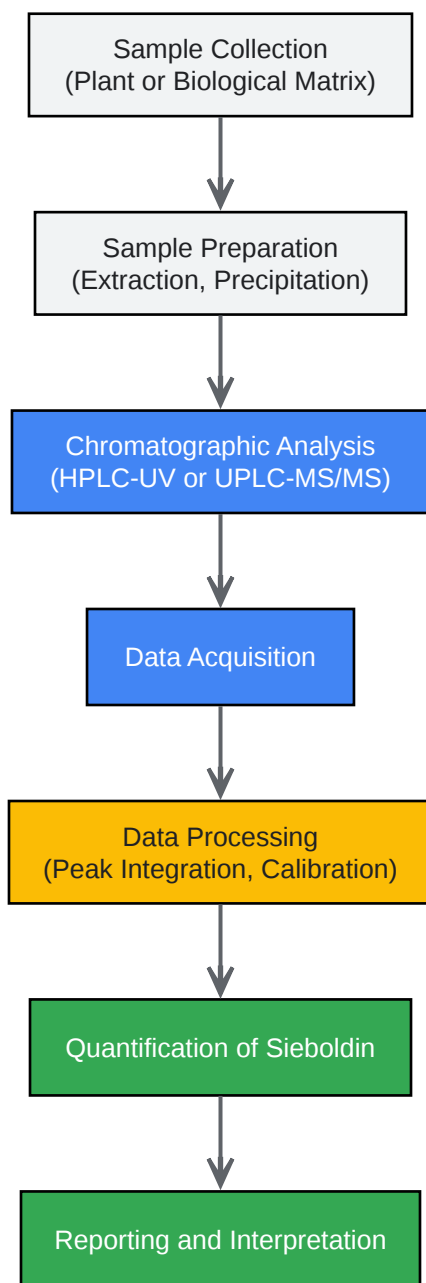 Sample Collection
(Plant or Biological Matrix)
Sample Preparation
(Extraction, Precipitation)
Chromatographic Analysis
(HPLC-UV or UPLC-MS/MS)
Data Acquisition
Data Processing
(Peak Integration, Calibration)
Quantification of Sieboldin
Reporting and Interpretation